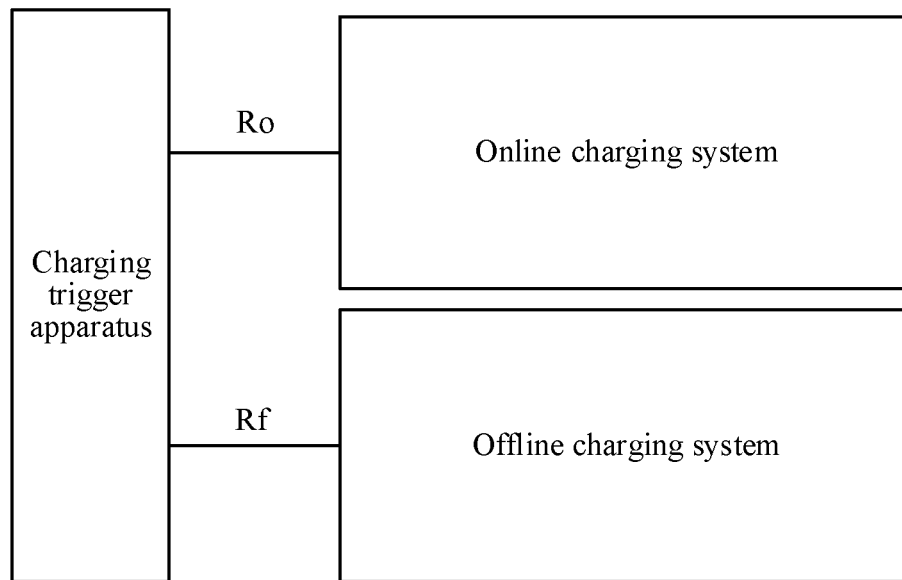 Ro
Online charging system
Charging
trigger
apparatus
Rf
Offline charging system